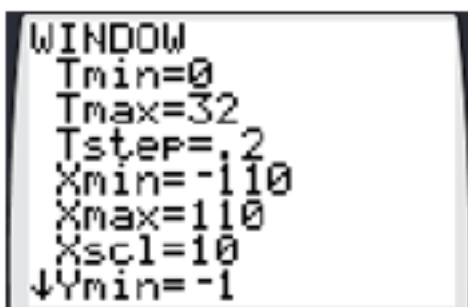 WINDOW
Tmin=0
Tmax=32
Tstep=.2
Xmin=-110
Xmax=110
Xscl=10
↓Ymin=-1